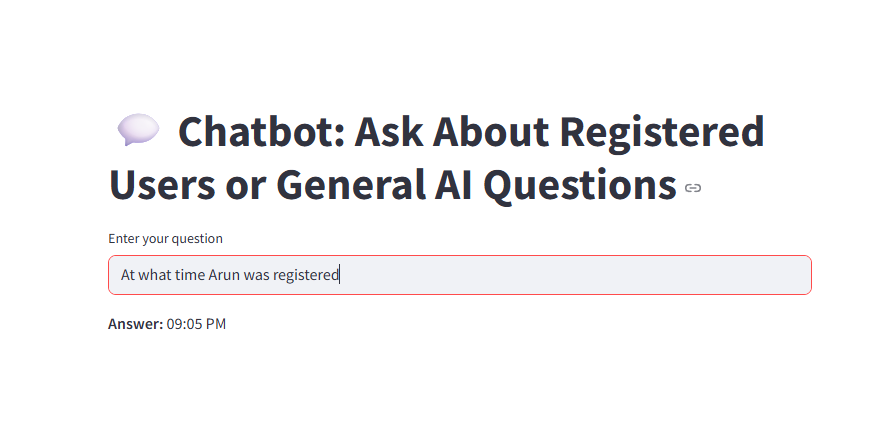 Chatbot: Ask About Registered
Users or General AI Questions
Enter your question
At what time Arun was registered
Answer: 09:05 PM